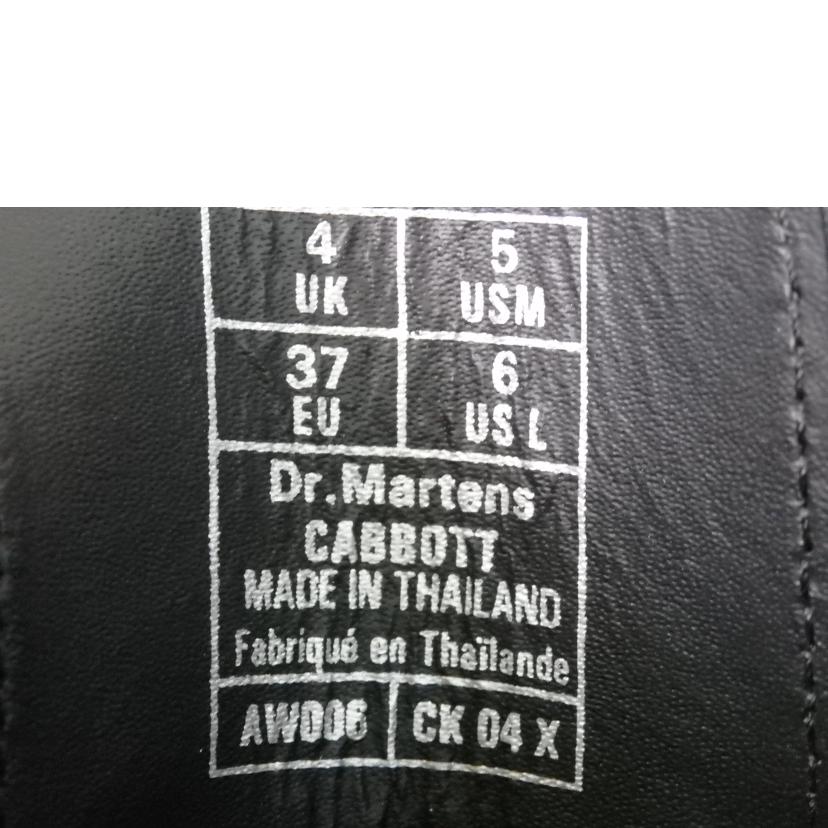 4 5
UK USM
37 6
EU US L
Dr.Martens
CABBOTT
MADE IN THAILAND
Fabriqué en Thaïlande
AW006 CK 04 X